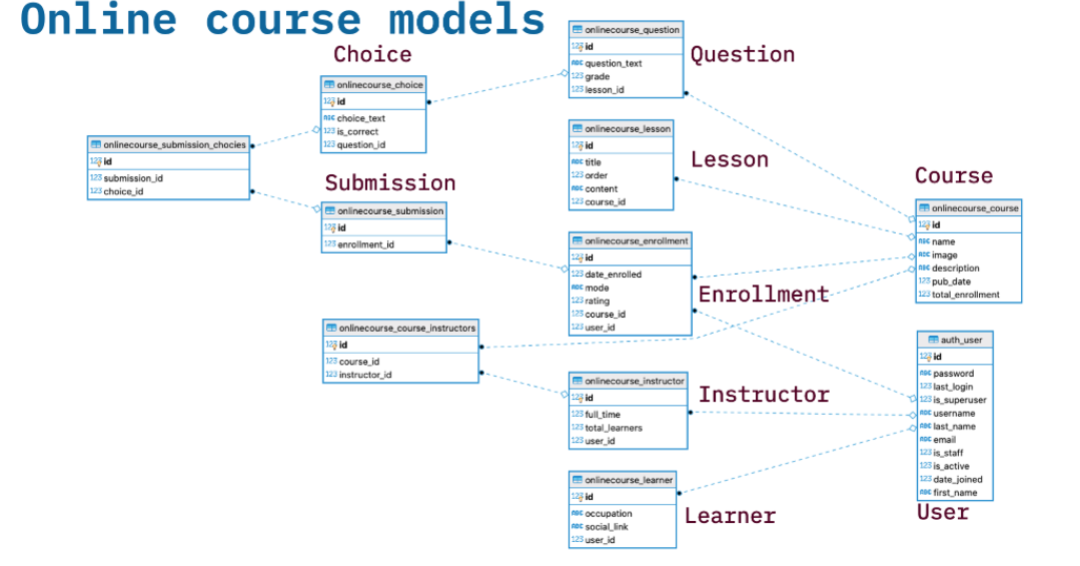 Online course models
Choice
onlinecourse_choice
123 id
ABC choice_text
123 is_correct
123 question_id
onlinecourse_submission_chocies
123 id
123 submission_id
123 choice_id
Submission
onlinecourse_submission
123 id
123 enrollment_id
onlinecourse_course_instructors
123 id
123 course_id
123 instructor_id
onlinecourse_question
123 id
ABC question_text
123 grade
123 lesson_id
Question
onlinecourse_lesson
123 id
ABC title
123 order
ABC content
123 course_id
Lesson
onlinecourse_enrollment
123 id
123 date_enrolled
ABC mode
123 rating
123 course_id
123 user_id
Enrollment
onlinecourse_instructor
123 id
123 full_time
123 total_learners
123 user_id
Instructor
onlinecourse_learner
123 id
ABC occupation
ABC social_link
123 user_id
Learner
Course
onlinecourse_course
123 id
ABC name
ABC image
ABC description
123 pub_date
123 total_enrollment
auth_user
123 id
ABC password
123 last_login
123 is_superuser
ABC username
ABC last_name
ABC email
123 is_staff
123 is_active
123 date_joined
ABC first_name
User